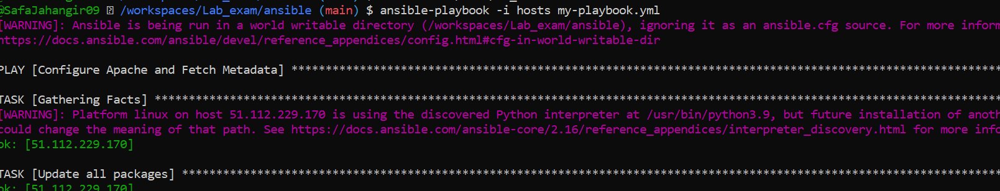 @SafaJahangir09 /workspaces/Lab_exam/ansible (main) $ ansible-playbook -i hosts my-playbook.yml
[WARNING]: Ansible is being run in a world writable directory (/workspaces/Lab_exam/ansible), ignoring it as an ansible.cfg source. For more
https://docs.ansible.com/ansible/devel/reference_appendices/config.html#cfg-in-world-writable-dir
PLAY [Configure Apache and Fetch Metadata] ********************************************************************************************************
TASK [Gathering Facts] ****************************************************************************************************************************
[WARNING]: Platform linux on host 51.112.229.170 is using the discovered Python interpreter at /usr/bin/python3.9, but future installation of
could change the meaning of that path. See https://docs.ansible.com/ansible-core/2.16/reference_appendices/interpreter_discovery.html for more
ok: [51.112.229.170]
TASK [Update all packages] ************************************************************************************************************************
ok: [51.112.229.170]